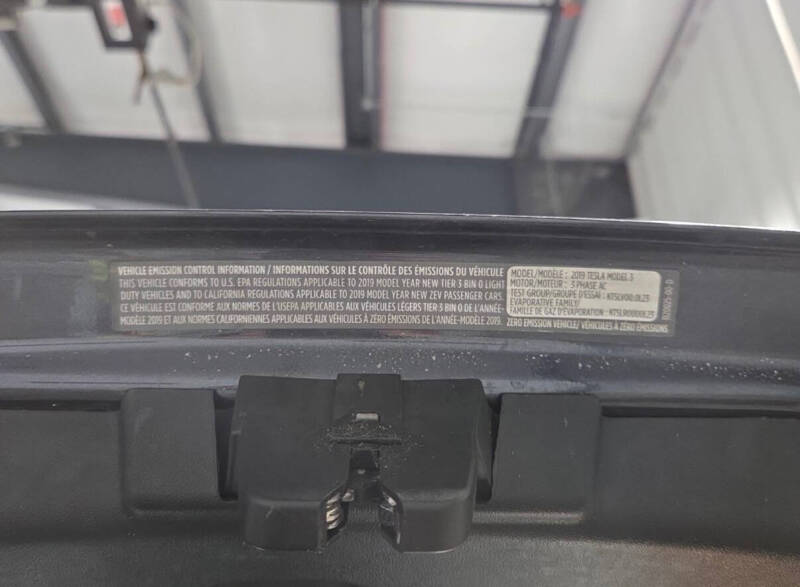 VEHICLE EMISSION CONTROL INFORMATION / INFORMATIONS SUR LE CONTRÔLE DES ÉMISSIONS DU VÉHICULE
THIS VEHICLE CONFORMS TO U.S. EPA REGULATIONS APPLICABLE TO 2019 MODEL YEAR NEW TIER 3 BIN 0 LIGHT
DUTY VEHICLES AND TO CALIFORNIA REGULATIONS APPLICABLE TO 2019 MODEL YEAR NEW ZEV PASSENGER CARS.
CE VÉHICULE EST CONFORME AUX NORMES DE L'USEPA APPLICABLES AUX VÉHICULES LÉGERS TIER 3 BIN 0 DE L'ANNÉE-
MODÈLE 2019 ET AUX NORMES CALIFORNIENNES APPLICABLES AUX VÉHICULES À ZÉRO ÉMISSIONS DE L'ANNÉE-MODÈLE 2019.
MODEL/MODÈLE : 2019 TESLA MODEL 3
MOTOR/MOTEUR : 3 PHASE AC
TEST GROUP/GROUPE D'ESSAI : KTSLV00.0L23
EVAPORATIVE FAMILY/
FAMILLE DE GAZ D'ÉVAPORATION :
ZERO EMISSION VEHICLE/ VÉHICULES À ZÉRO ÉMISSIONS